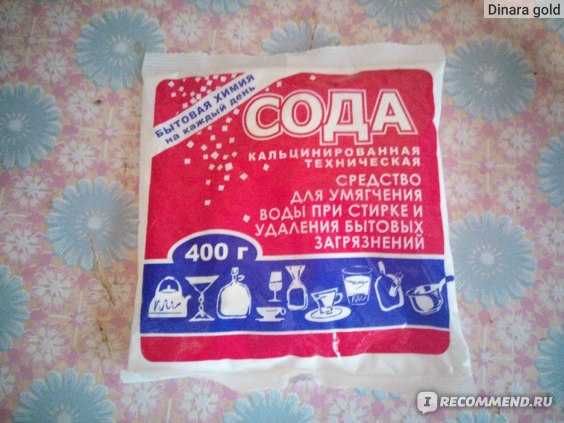 Dinara gold
БЫТОВАЯ ХИМИЯ
на каждый день
СОДА
КАЛЬЦИНИРОВАННАЯ
ТЕХНИЧЕСКАЯ
СРЕДСТВО
ДЛЯ УМЯГЧЕНИЯ
ВОДЫ ПРИ СТИРКЕ И
УДАЛЕНИЯ БЫТОВЫХ
ЗАГРЯЗНЕНИЙ
400 г
I RECOMMEND.RU